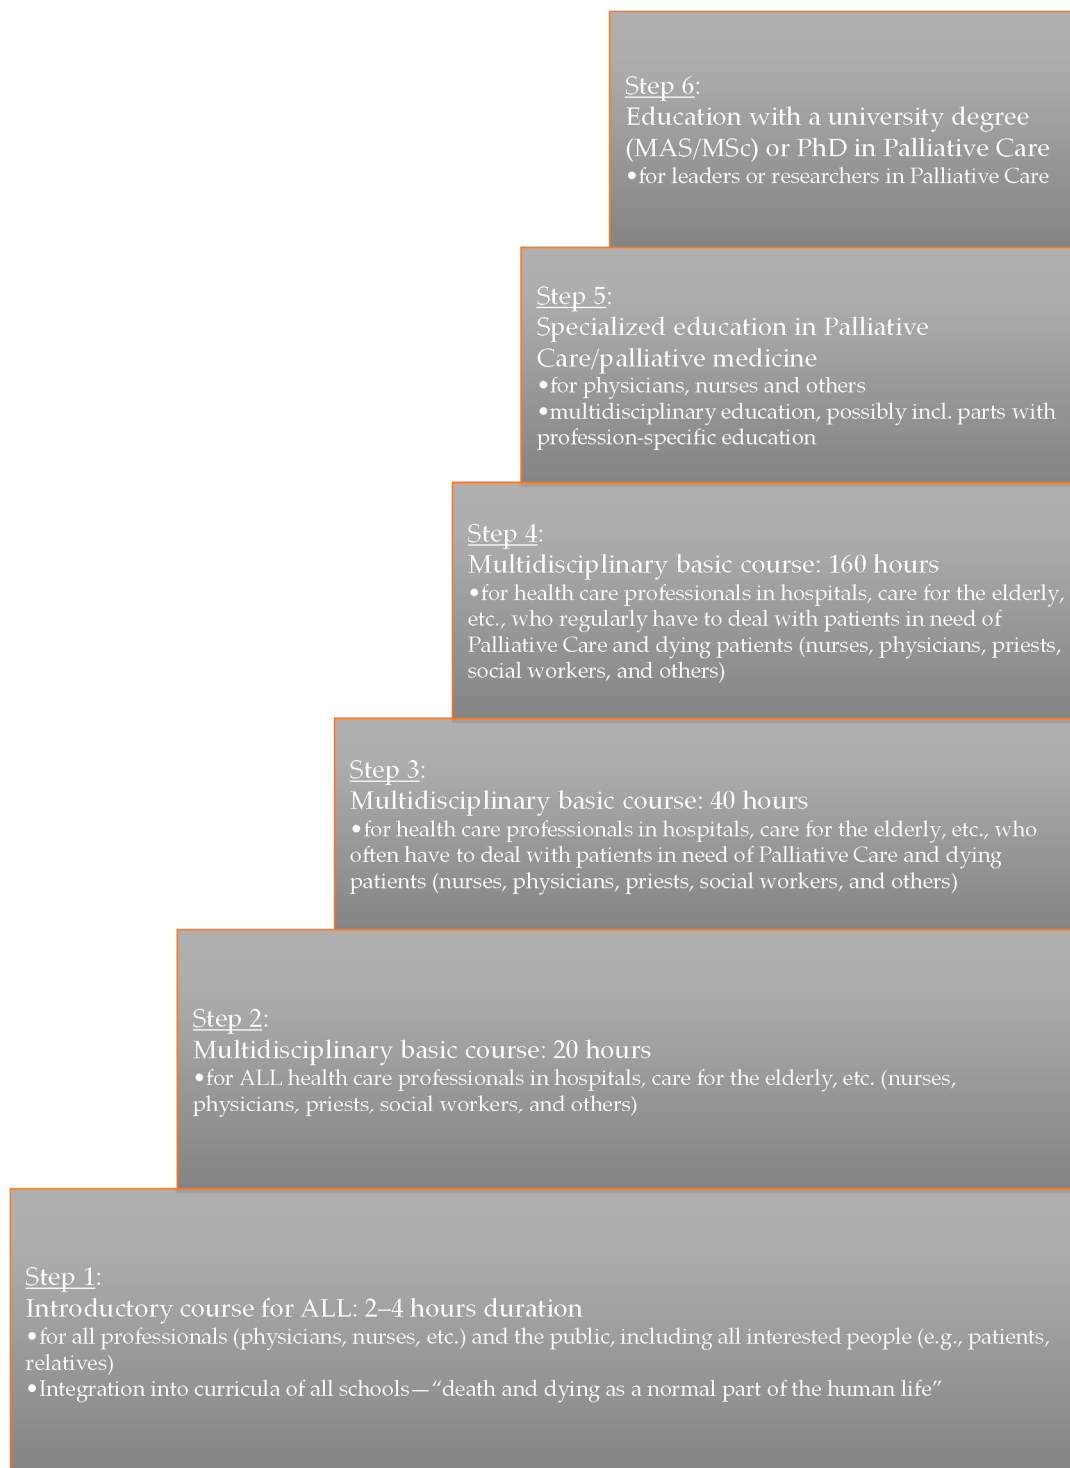 Step 6:
Education with a university degree
(MAS/MSc) or PhD in Palliative Care
•for leaders or researchers in Palliative Care
Step 5:
Specialized education in Palliative
Care/palliative medicine
•for physicians, nurses and others
•multidisciplinary education, possibly incl. parts with
profession-specific education
Step 4:
Multidisciplinary basic course: 160 hours
•for health care professionals in hospitals, care for the elderly,
etc., who regularly have to deal with patients in need of
Palliative Care and dying patients (nurses, physicians, priests,
social workers, and others)
Step 3:
Multidisciplinary basic course: 40 hours
•for health care professionals in hospitals, care for the elderly, etc., who
often have to deal with patients in need of Palliative Care and dying
patients (nurses, physicians, priests, social workers, and others)
Step 2:
Multidisciplinary basic course: 20 hours
•for ALL health care professionals in hospitals, care for the elderly, etc. (nurses,
physicians, priests, social workers, and others)
Step 1:
Introductory course for ALL: 2–4 hours duration
•for all professionals (physicians, nurses, etc.) and the public, including all interested people (e.g., patients,
relatives)
•Integration into curricula of all schools—“death and dying as a normal part of the human life”